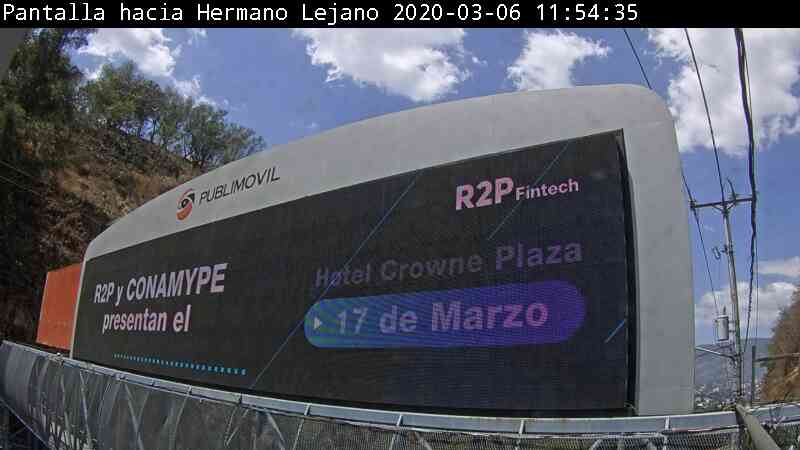 Pantalla hacia Hermano Lejano 2020-03-06 11:54:35
PUBLIMOVIL
R2P Fintech
R2P y CONAMYPE
presentan el
Hotel Crowne Plaza
17 de Marzo